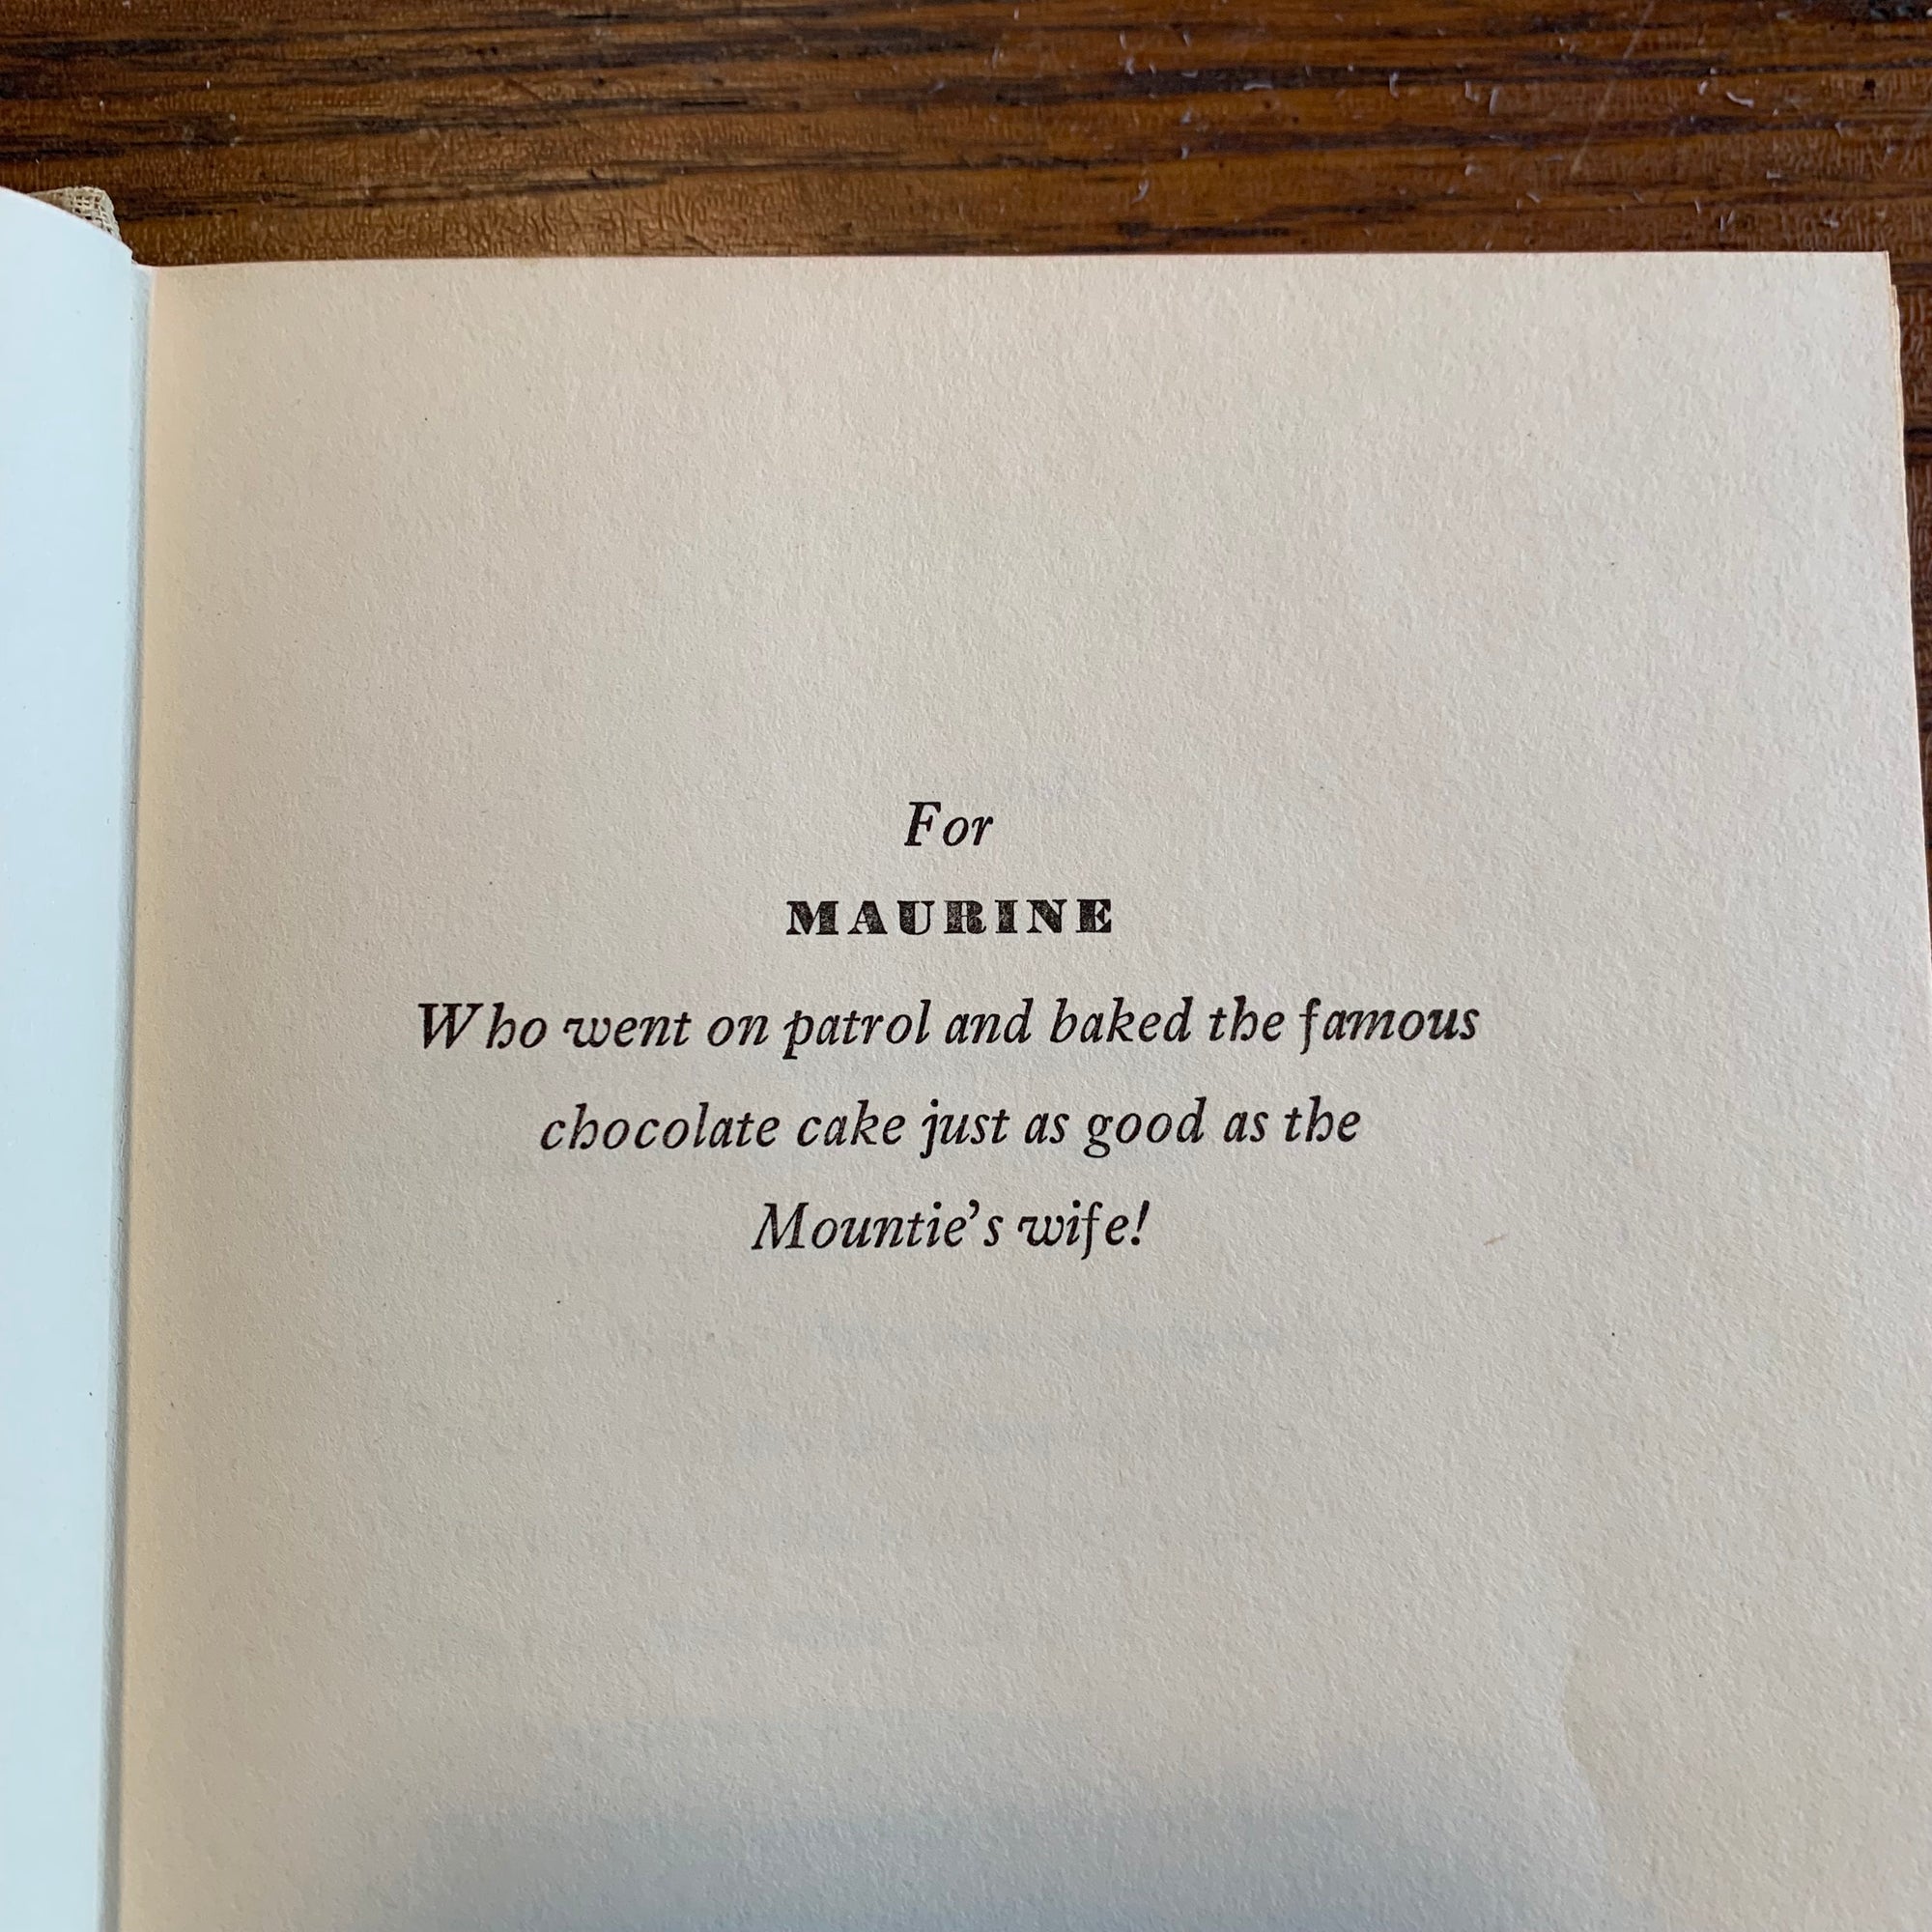 For
MAURINE
Who went on patrol and baked the famous
chocolate cake just as good as the
Mountie's wife!